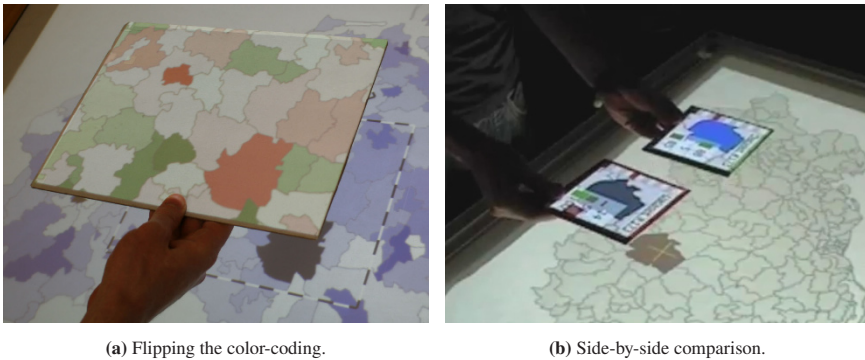 (a) Flipping the color-coding.
(b) Side-by-side comparison.